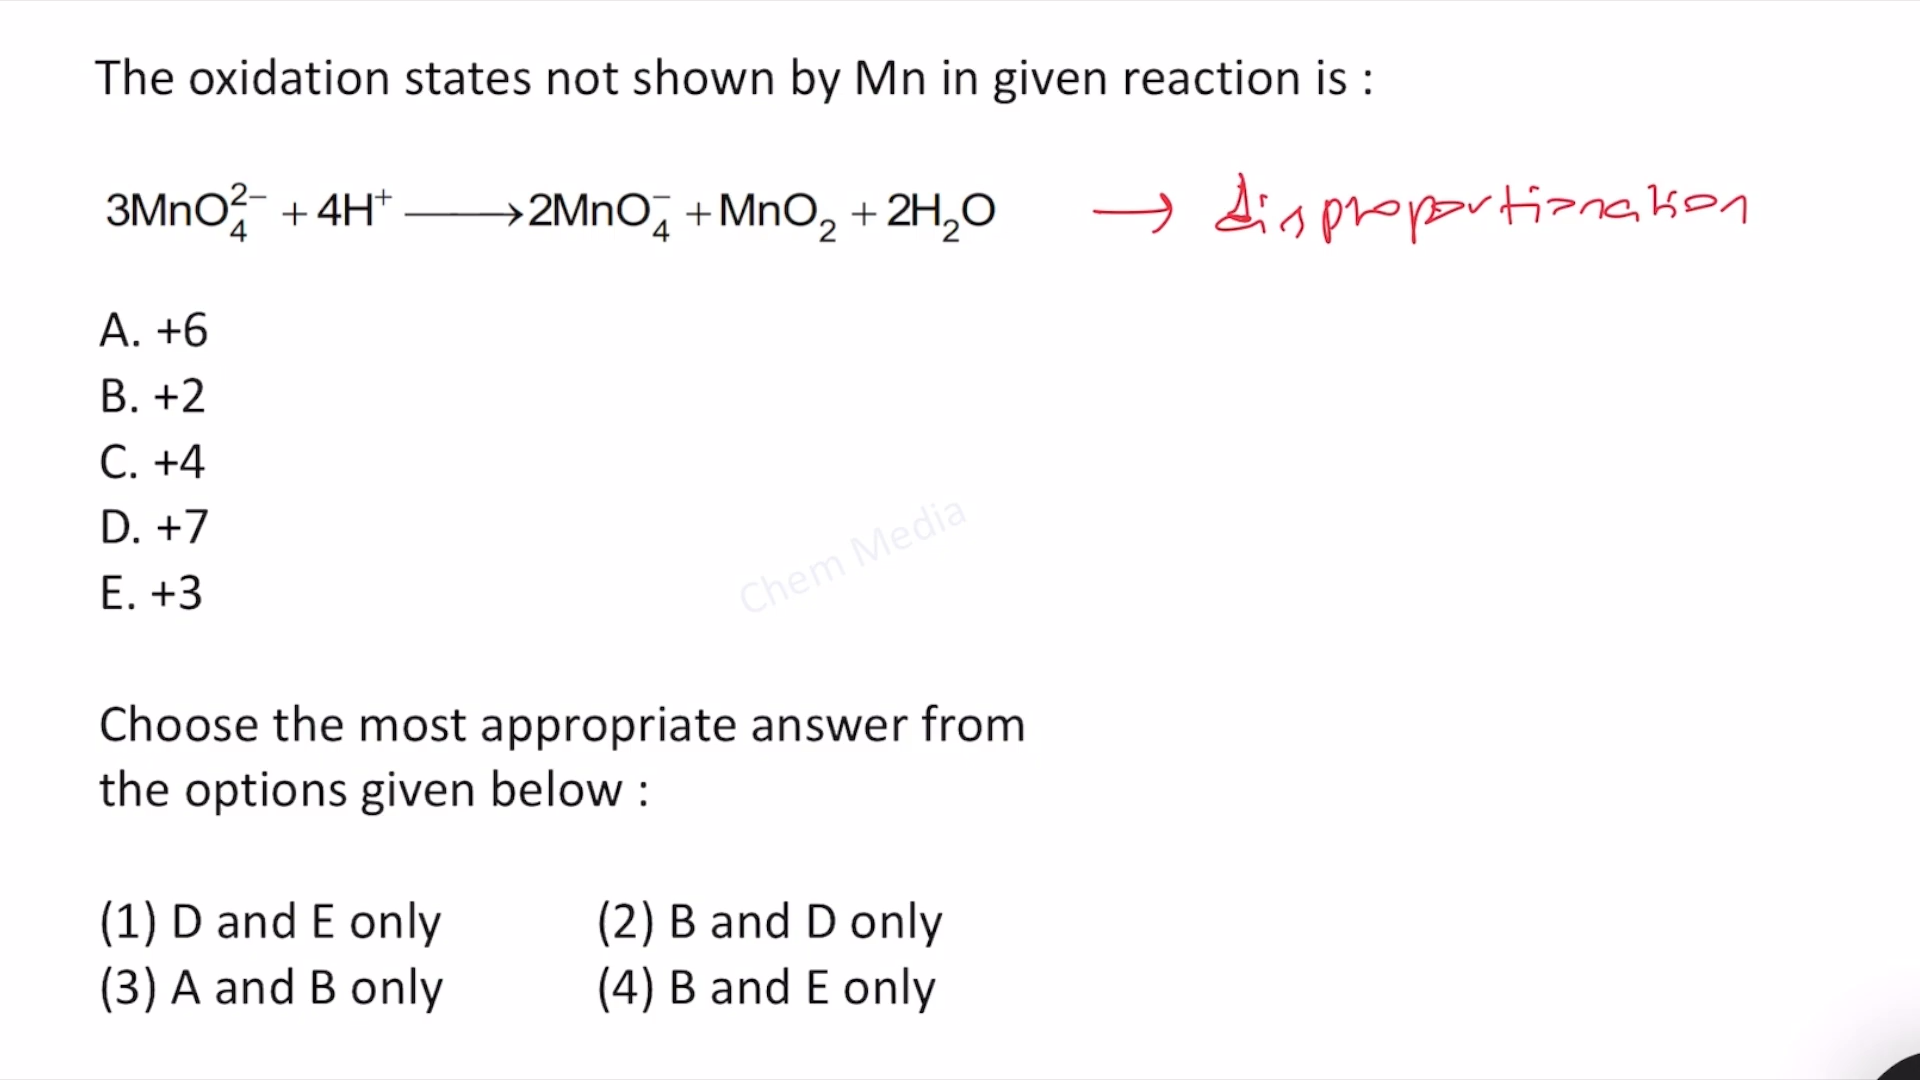 The oxidation states not shown by Mn in given reaction is :
3MnO₄²⁻ + 4H⁺ ⟶ 2MnO₄⁻ + MnO₂ + 2H₂O → disproportionation
A. +6
B. +2
C. +4
D. +7
E. +3
Chem Media
Choose the most appropriate answer from
the options given below :
(1) D and E only (2) B and D only
(3) A and B only (4) B and E only